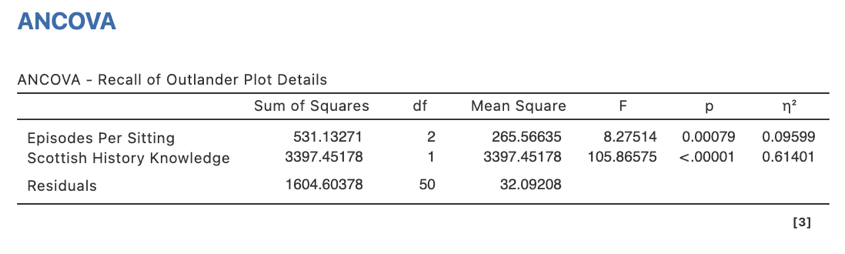 ANCOVA
ANCOVA - Recall of Outlander Plot Details
Sum of Squares df Mean Square F p η²
Episodes Per Sitting 531.13271 2 265.56635 8.27514 0.00079 0.09599
Scottish History Knowledge 3397.45178 1 3397.45178 105.86575 <.00001 0.61401
Residuals 1604.60378 50 32.09208
[3]